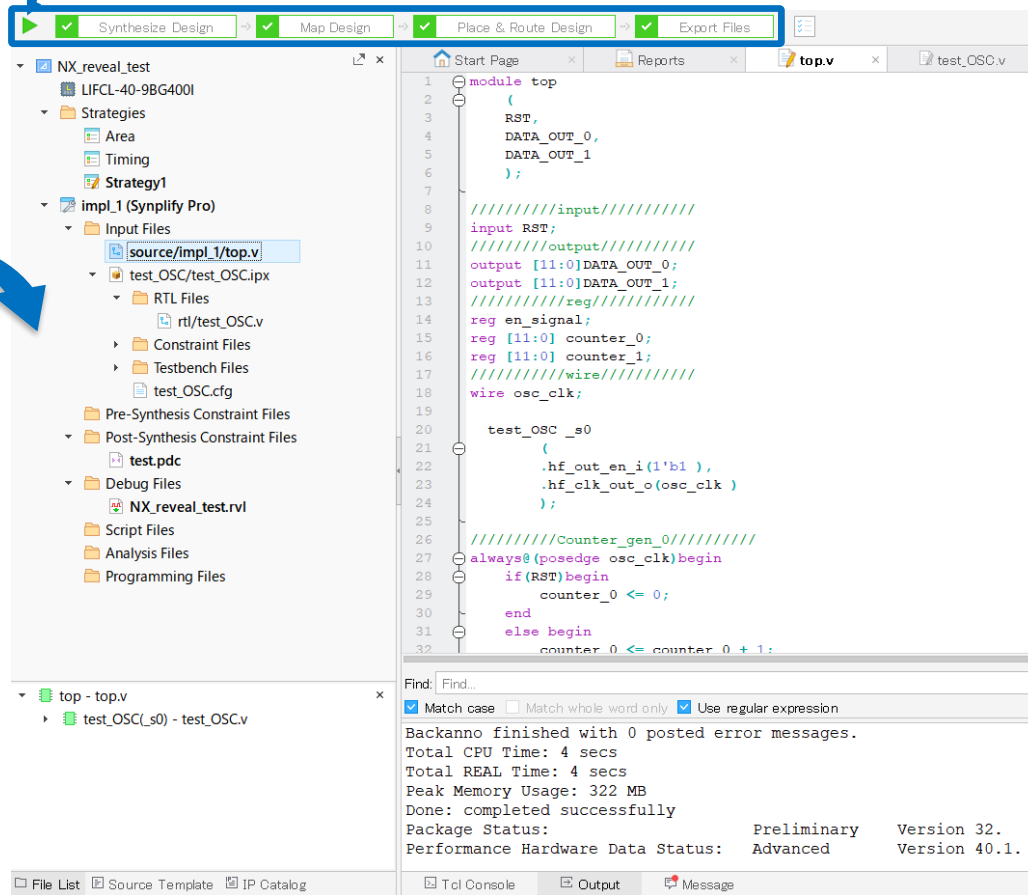 Synthesize Design
Map Design
Place & Route Design
Export Files
NX_reveal_test
LIFCL-40-9BG400I
Strategies
Area
Timing
Strategy1
impl_1 (Synplify Pro)
Input Files
source/impl_1/top.v
test_OSC/test_OSC.ipx
RTL Files
rtl/test_OSC.v
Constraint Files
Testbench Files
test_OSC.cfg
Pre-Synthesis Constraint Files
Post-Synthesis Constraint Files
test.pdc
Debug Files
NX_reveal_test.rvl
Script Files
Analysis Files
Programming Files
top - top.v
test_OSC(_s0) - test_OSC.v
File List
Source Template
IP Catalog
Start Page
Reports
top.v
test_OSC.v
1 module top
2 (
3 RST,
4 DATA_OUT_0,
5 DATA_OUT_1
6 );
7
8 //////////input///////////
9 input RST;
10 /////////output///////////
11 output [11:0]DATA_OUT_0;
12 output [11:0]DATA_OUT_1;
13 ///////////reg////////////
14 reg en_signal;
15 reg [11:0] counter_0;
16 reg [11:0] counter_1;
17 ///////////wire///////////
18 wire osc_clk;
19
20 test_OSC _s0
21 (
22 .hf_out_en_i(1'b1 ),
23 .hf_clk_out_o(osc_clk )
24 );
25
26 //////////Counter_gen_0//////////
27 always@(posedge osc_clk)begin
28 if(RST)begin
29 counter_0 <= 0;
30 end
31 else begin
32 counter_0 <= counter_0 + 1;
Find: Find...
Match case Match whole word only Use regular expression
Backanno finished with 0 posted error messages.
Total CPU Time: 4 secs
Total REAL Time: 4 secs
Peak Memory Usage: 322 MB
Done: completed successfully
Package Status: Preliminary Version 32.
Performance Hardware Data Status: Advanced Version 40.1.
Tcl Console
Output
Message